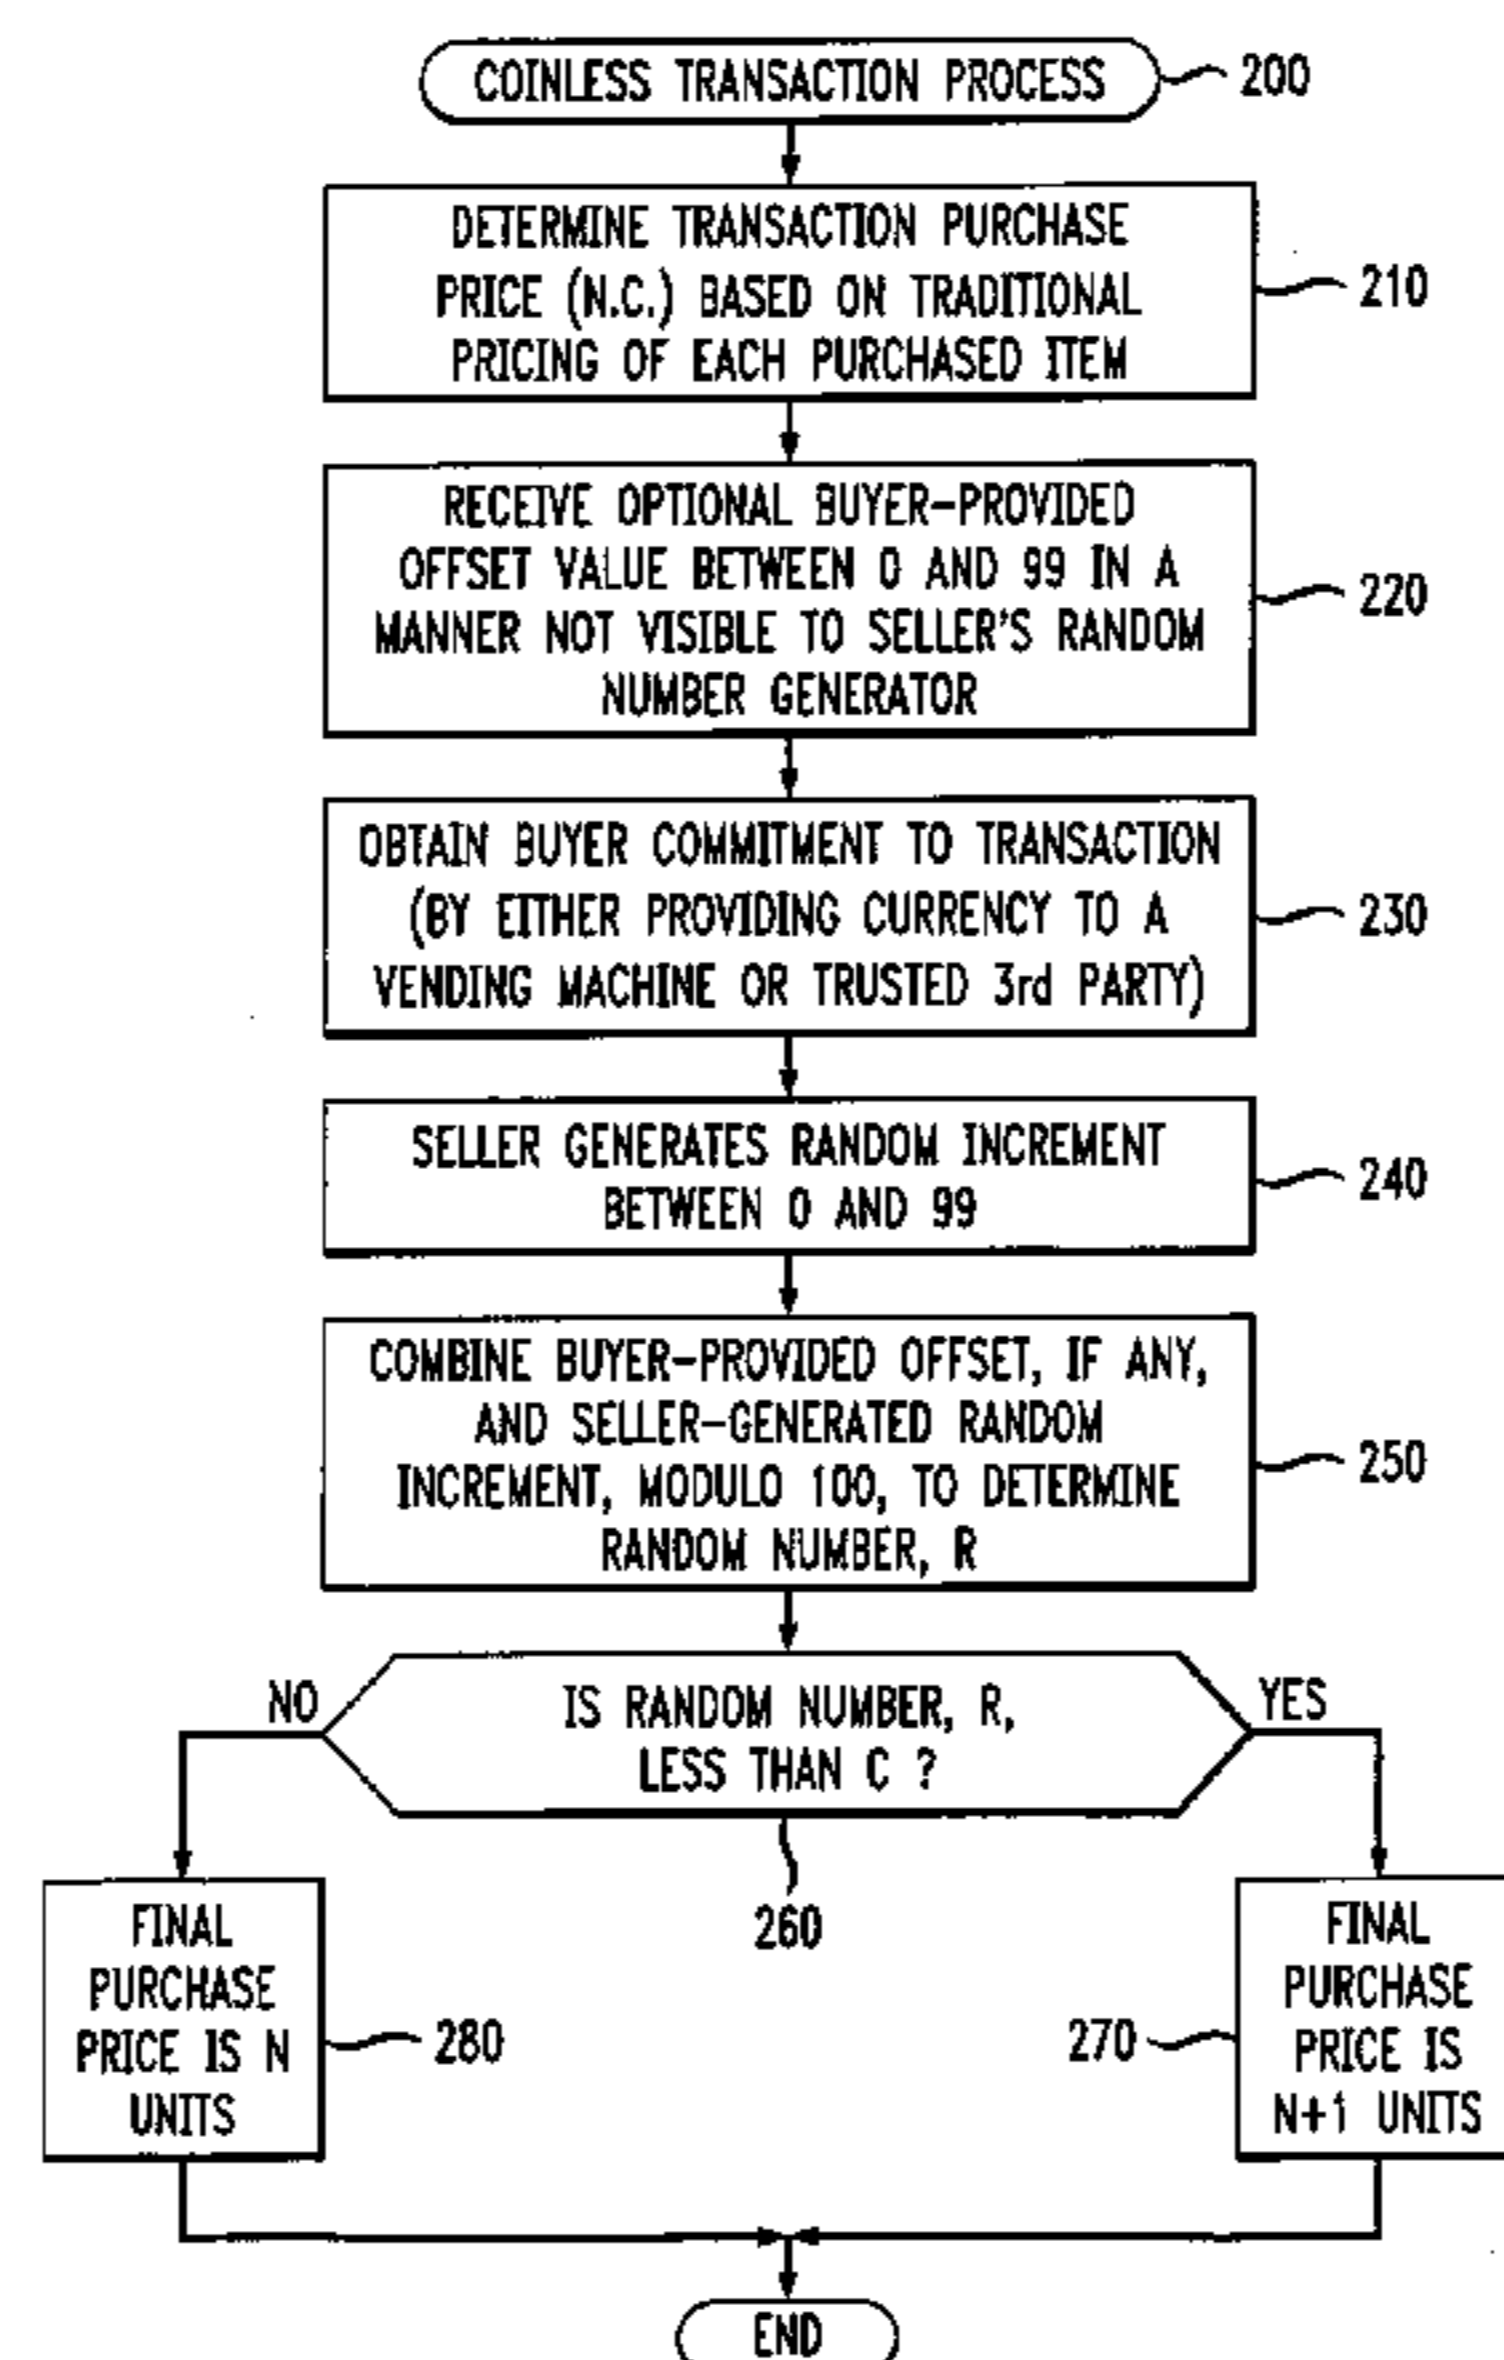 COINLESS TRANSACTION PROCESS
200
DETERMINE TRANSACTION PURCHASE
PRICE (N.C.) BASED ON TRADITIONAL
PRICING OF EACH PURCHASED ITEM
210
RECEIVE OPTIONAL BUYER-PROVIDED
OFFSET VALUE BETWEEN 0 AND 99 IN A
MANNER NOT VISIBLE TO SELLER'S RANDOM
NUMBER GENERATOR
220
OBTAIN BUYER COMMITMENT TO TRANSACTION
(BY EITHER PROVIDING CURRENCY TO A
VENDING MACHINE OR TRUSTED 3rd PARTY)
230
SELLER GENERATES RANDOM INCREMENT
BETWEEN 0 AND 99
240
COMBINE BUYER-PROVIDED OFFSET, IF ANY,
AND SELLER-GENERATED RANDOM
INCREMENT, MODULO 100, TO DETERMINE
RANDOM NUMBER, R
250
NO
IS RANDOM NUMBER, R,
LESS THAN C ?
YES
260
FINAL
PURCHASE
PRICE IS N
UNITS
280
270
FINAL
PURCHASE
PRICE IS
N+1 UNITS
END